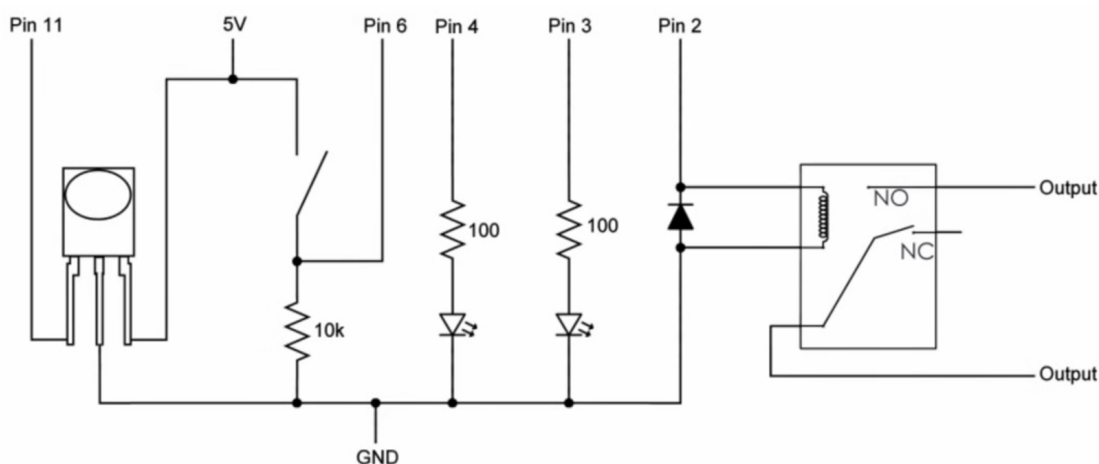 Pin 11
5V
Pin 6
Pin 4
Pin 3
Pin 2
NO
Output
100
100
NC
10k
Output
GND